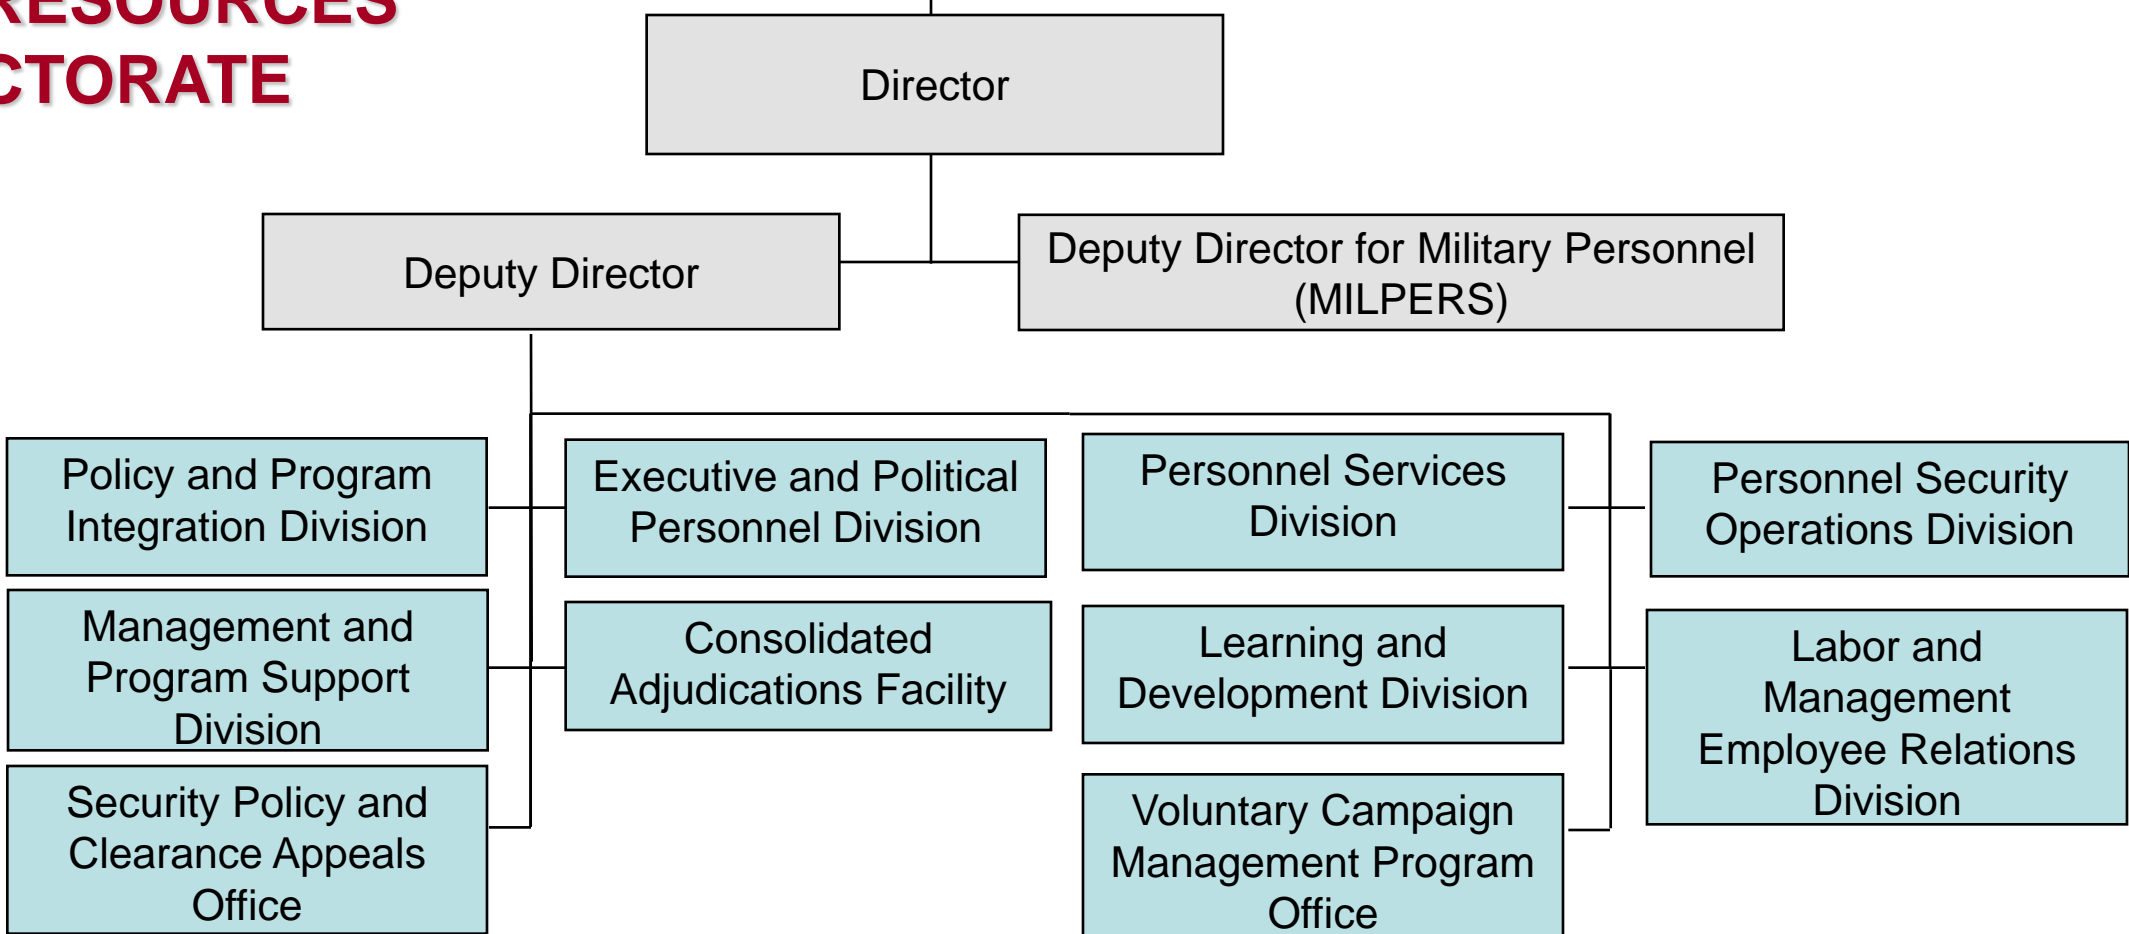 RESOURCES
CTORATE
Director
Deputy Director
Deputy Director for Military Personnel
(MILPERS)
Policy and Program
Integration Division
Executive and Political
Personnel Division
Personnel Services
Division
Personnel Security
Operations Division
Management and
Program Support
Division
Consolidated
Adjudications Facility
Learning and
Development Division
Labor and
Management
Employee Relations
Division
Security Policy and
Clearance Appeals
Office
Voluntary Campaign
Management Program
Office